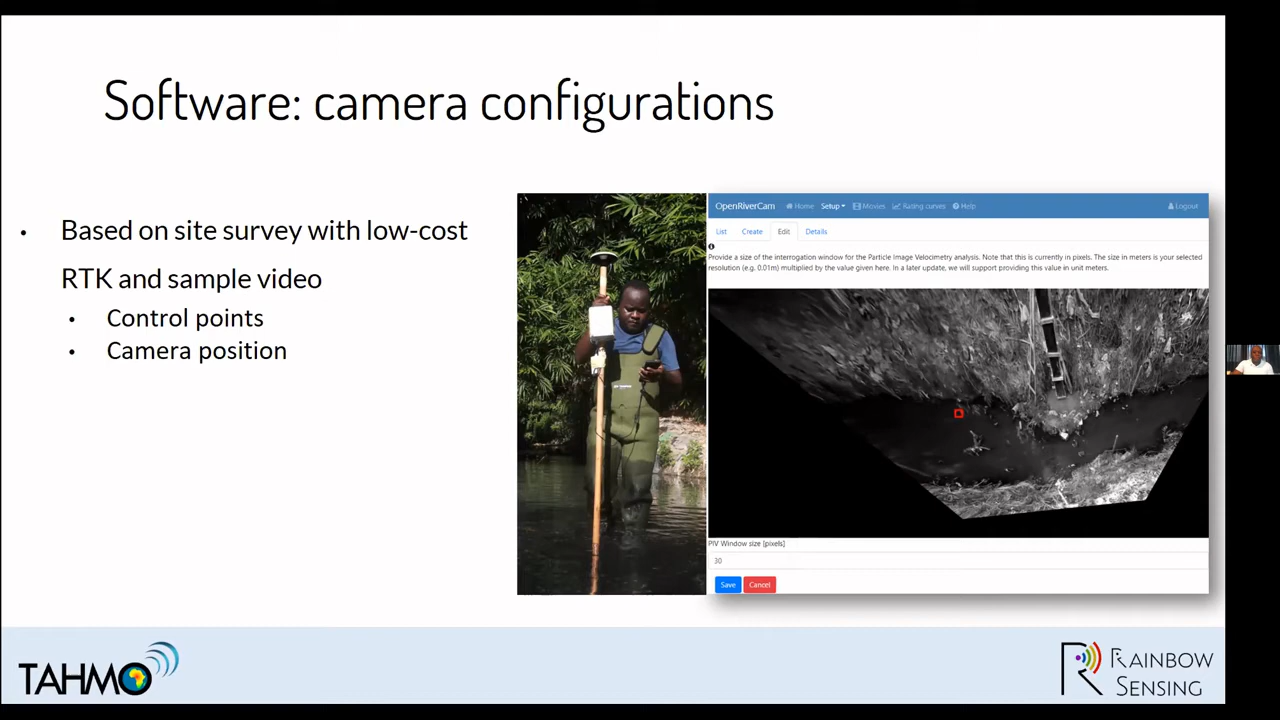 Software: camera configurations
• Based on site survey with low-cost
RTK and sample video
• Control points
• Camera position
OpenRiverCam Home Setup Movies Rating curves Help Logout
List Create Edit Details
Provide a size of the interrogation window for the Particle Image Velocimetry analysis. Note that this is currently in pixels. The size in meters is your selected
resolution (e.g. 0.01m) multiplied by the value given here. In a later update, we will support providing this value in unit meters.
PIV Window size [pixels]
30
Save Cancel
TAHMO
RAINBOW
SENSING